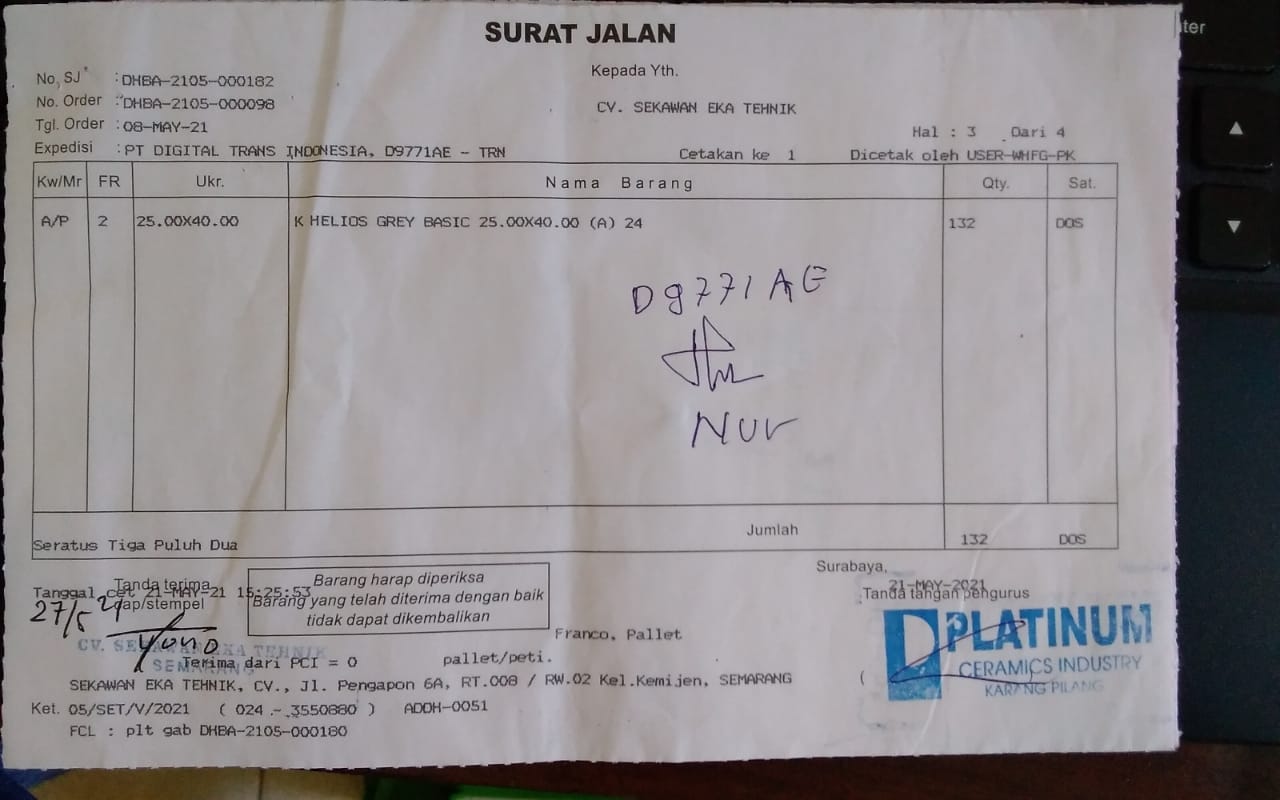 SURAT JALAN
No, SJ : DHBA-2105-000182
No. Order : DHBA-2105-000098
Tgl. Order : 08-MAY-21
Expedisi : PT DIGITAL TRANS INDONESIA, D9771AE - TRN
Kepada Yth.
CV. SEKAWAN EKA TEHNIK
Hal : 3 Dari 4
Cetakan ke 1
Dicetak oleh USER-WHFG-PK
Kw/Mr FR Ukr. Nama Barang Qty. Sat.
A/P 2 25.00X40.00 K HELIOS GREY BASIC 25.00X40.00 (A) 24 132 DOS
D9771AE
Nur
Jumlah 132 DOS
Seratus Tiga Puluh Dua
Tanggal cet 21-MAY-21 15:25:53
Tanda terima
cap/stempel
27/5 21
Yono
CV. SEKAWAN EKA TEHNIK
SEMARANG
Barang harap diperiksa
Barang yang telah diterima dengan baik
tidak dapat dikembalikan
Surabaya,
21-MAY-2021
Tanda tangan pengurus
PLATINUM
CERAMICS INDUSTRY
KARANG PILANG
Franco, Pallet
Terima dari PCI = 0 pallet/peti.
SEKAWAN EKA TEHNIK, CV., Jl. Pengapon 6A, RT.008 / RW.02 Kel.Kemijen, SEMARANG (
Ket. 05/SET/V/2021 ( 024 - 3550880 ) ADDH-0051
FCL : plt gab DHBA-2105-000180
ter